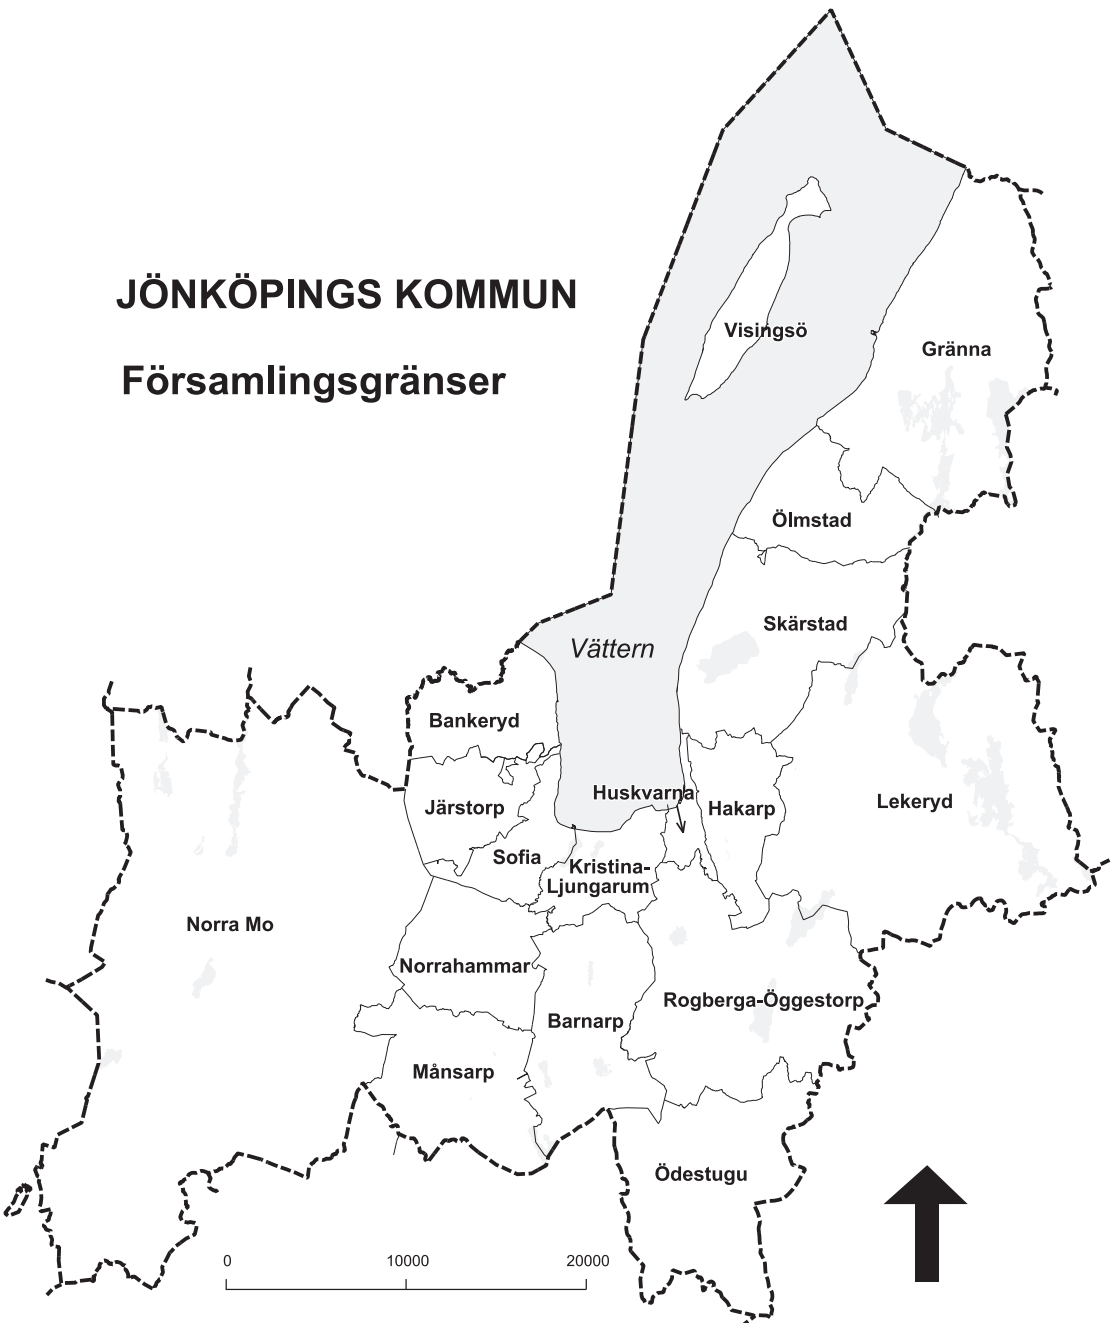 JÖNKÖPINGS KOMMUN
Församlingsgränser
Visingsö
Gränna
Ölmstad
Skärstad
Vättern
Bankeryd
Huskvarna
Hakarp
Lekeryd
Järstorp
Sofia
Kristina-
Ljungarum
Norra Mo
Norrahammar
Rogberga-Öggestorp
Barnarp
Månsarp
Ödestugu
0 10000 20000